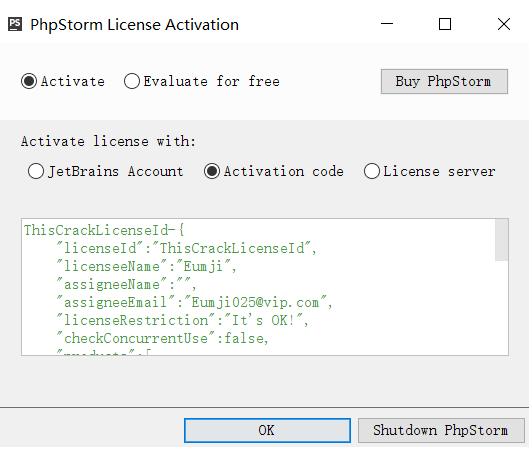 PS PhpStorm License Activation
Activate Evaluate for free Buy PhpStorm
Activate license with:
JetBrains Account Activation code License server
ThisCrackLicenseId-{
"licenseId":"ThisCrackLicenseId",
"licenseeName":"Eumji",
"assigneeName":"",
"assigneeEmail":"Eumji025@vip.com",
"licenseRestriction":"It's OK!",
"checkConcurrentUse":false,
OK Shutdown PhpStorm